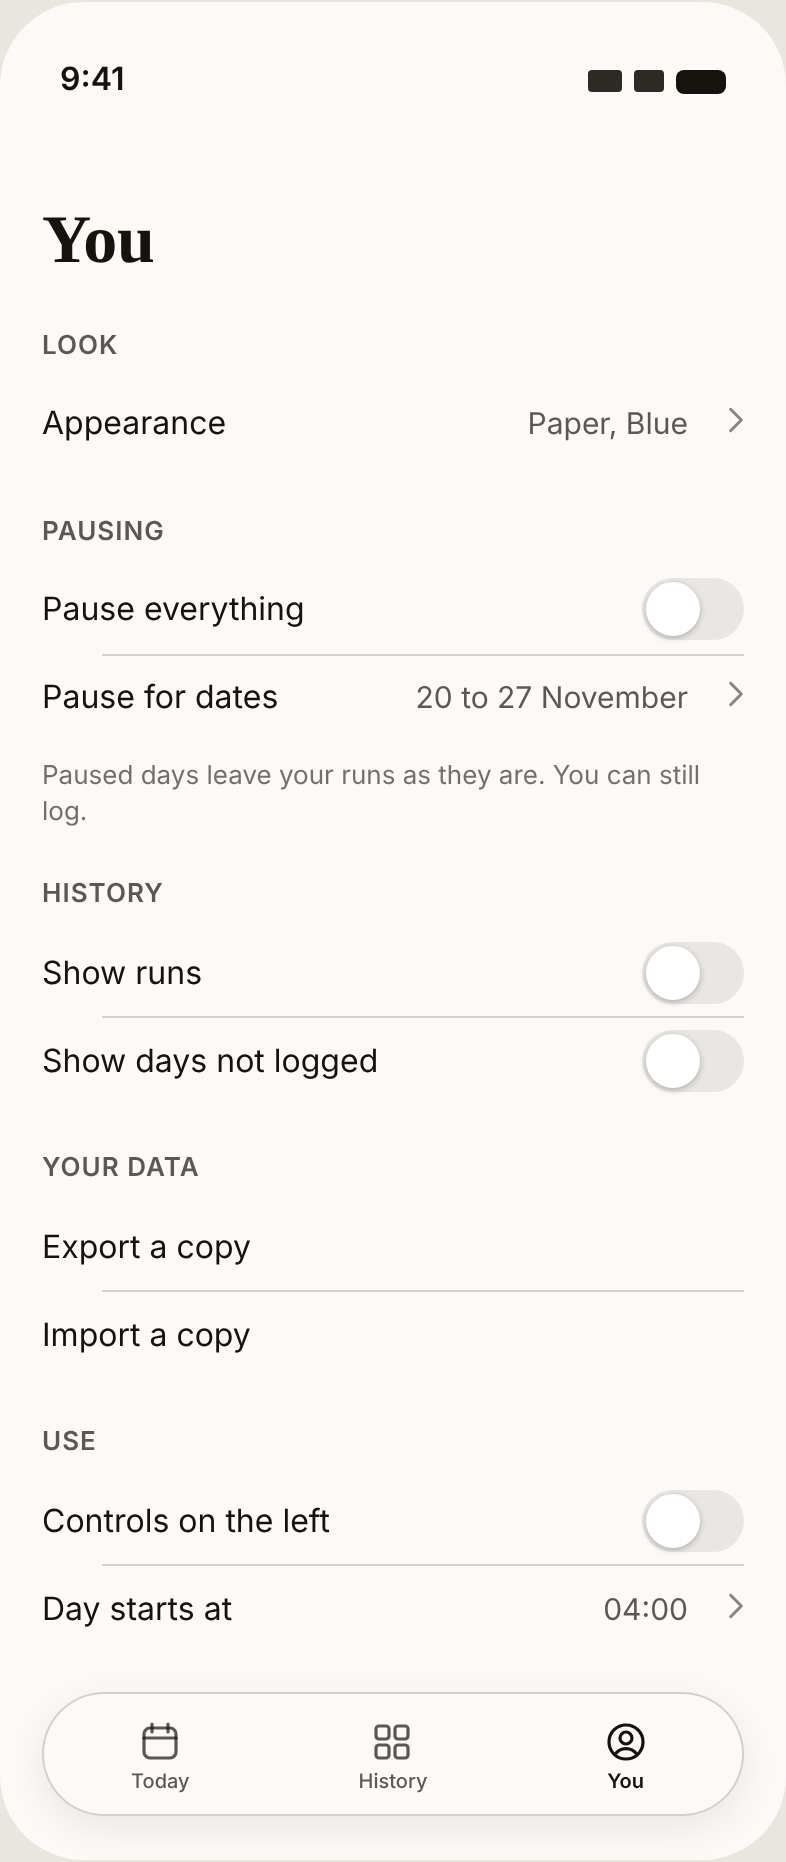 9:41
You
LOOK
Appearance Paper, Blue
PAUSING
Pause everything
Pause for dates 20 to 27 November
Paused days leave your runs as they are. You can still
log.
HISTORY
Show runs
Show days not logged
YOUR DATA
Export a copy
Import a copy
USE
Controls on the left
Day starts at 04:00
Today History You